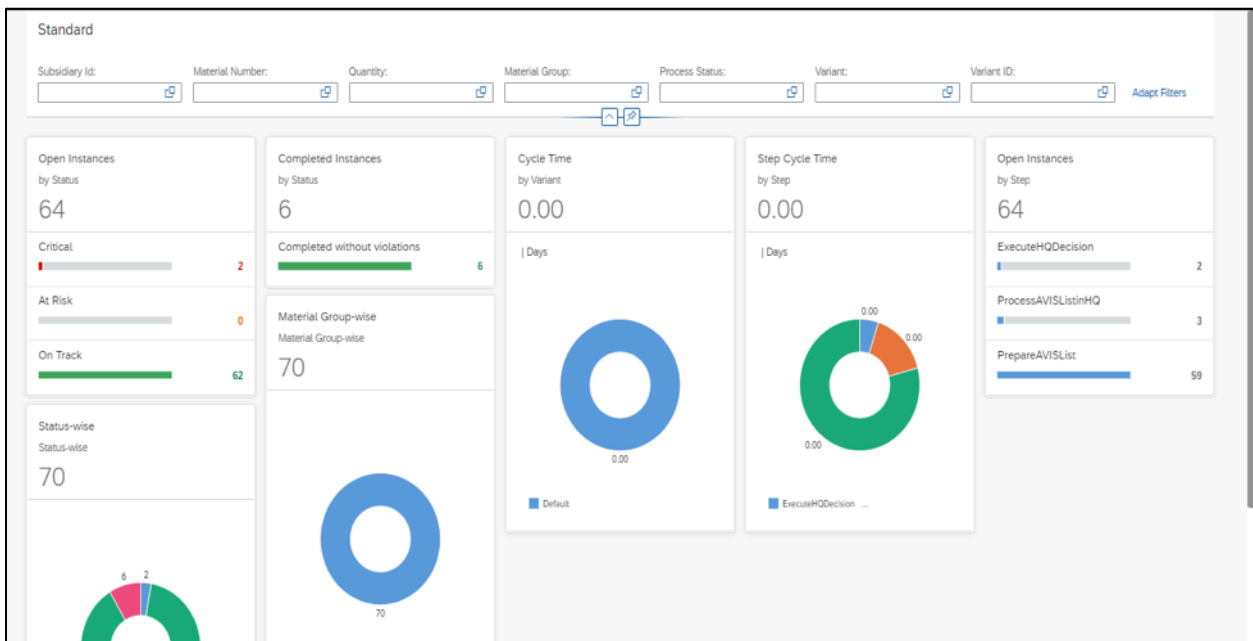 Standard
Subsidiary Id: Material Number: Quantity: Material Group: Process Status: Variant: Variant ID:
Adapt Filters
Open Instances
by Status
64
Critical
2
At Risk
0
On Track
62
Status-wise
Status-wise
70
6 2
Completed Instances
by Status
6
Completed without violations
6
Material Group-wise
Material Group-wise
70
70
Cycle Time
by Variant
0.00
| Days
0.00
Default
Step Cycle Time
by Step
0.00
| Days
0.00
0.00
0.00
ExecuteHQDecision ...
Open Instances
by Step
64
ExecuteHQDecision
2
ProcessAVISListinHQ
3
PrepareAVISList
59